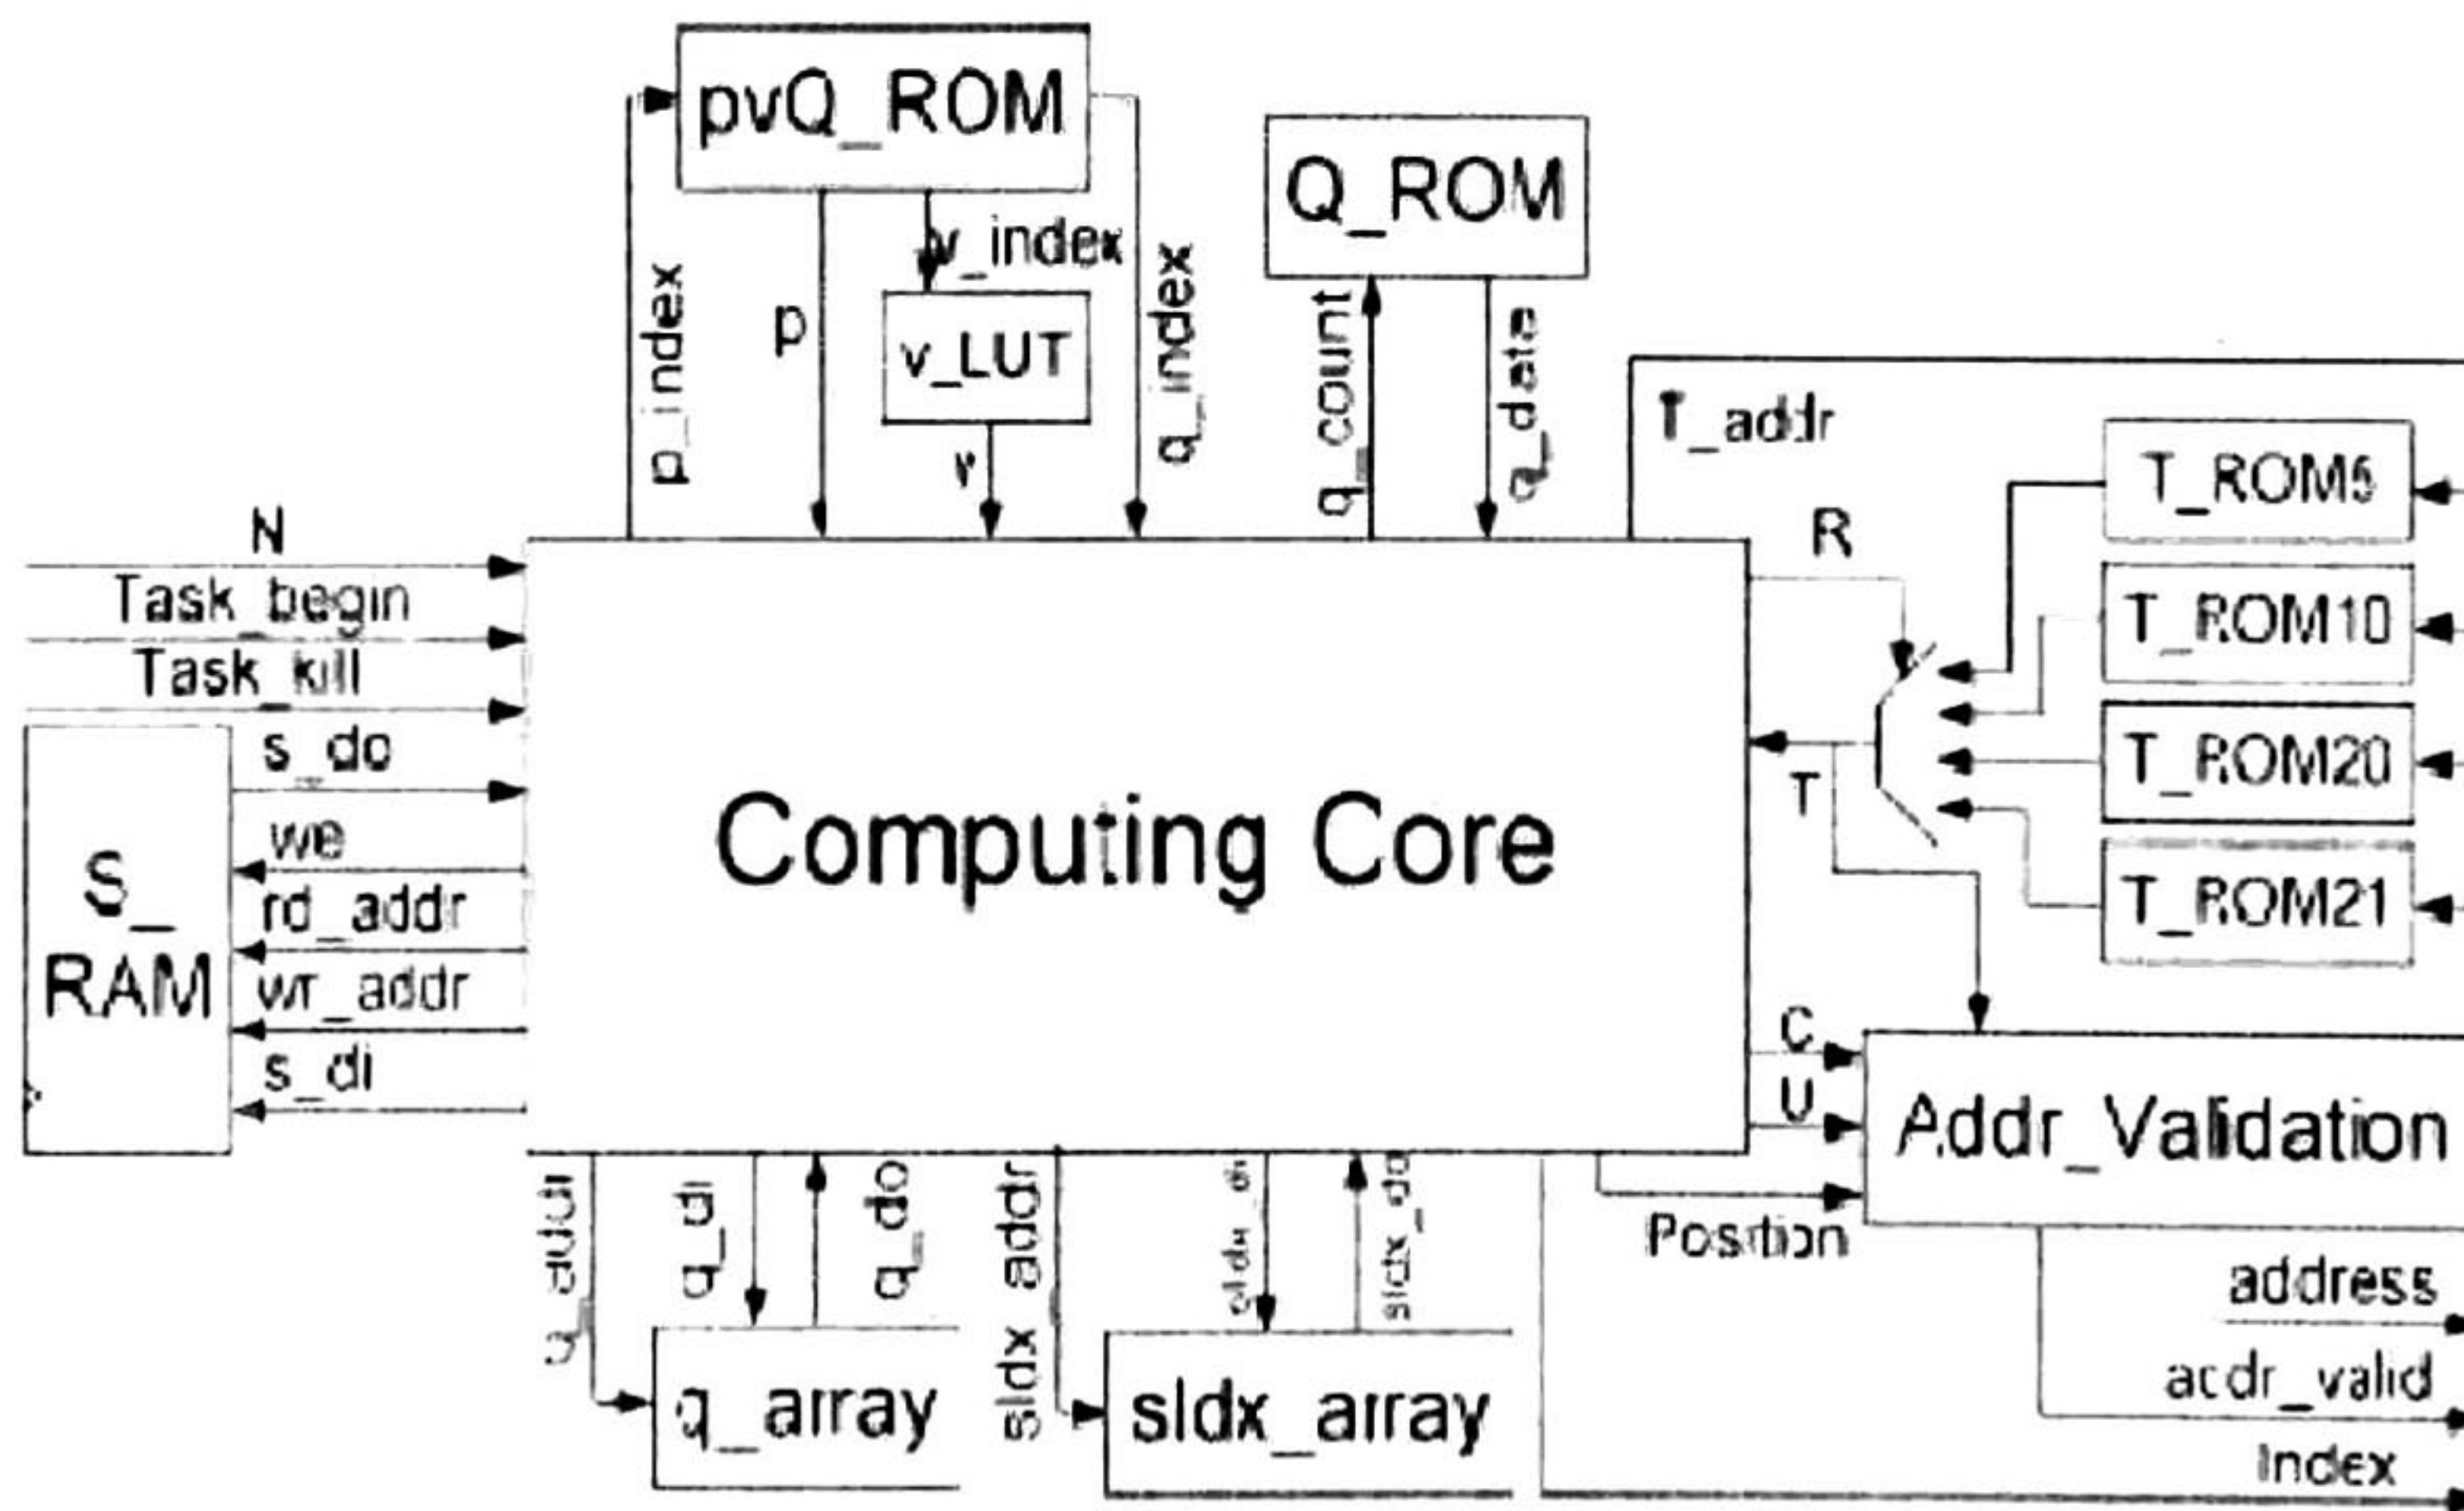 pvQ_ROM
Q_ROM
v_index
p_index
p
v_LUT
q_index
q_count
q_data
v
T_addr
T_ROM5
R
N
Task_begin
T_ROM10
Task_kill
s_do
T_ROM20
T
we
Computing Core
S_
RAM
rd_addr
T_ROM21
wr_addr
C
s_di
U
Addr_Validation
q_addr
q_di
q_do
sIdx_addr
sIdx_di
sIdx_do
Position
address
addr_valid
q_array
sIdx_array
Index